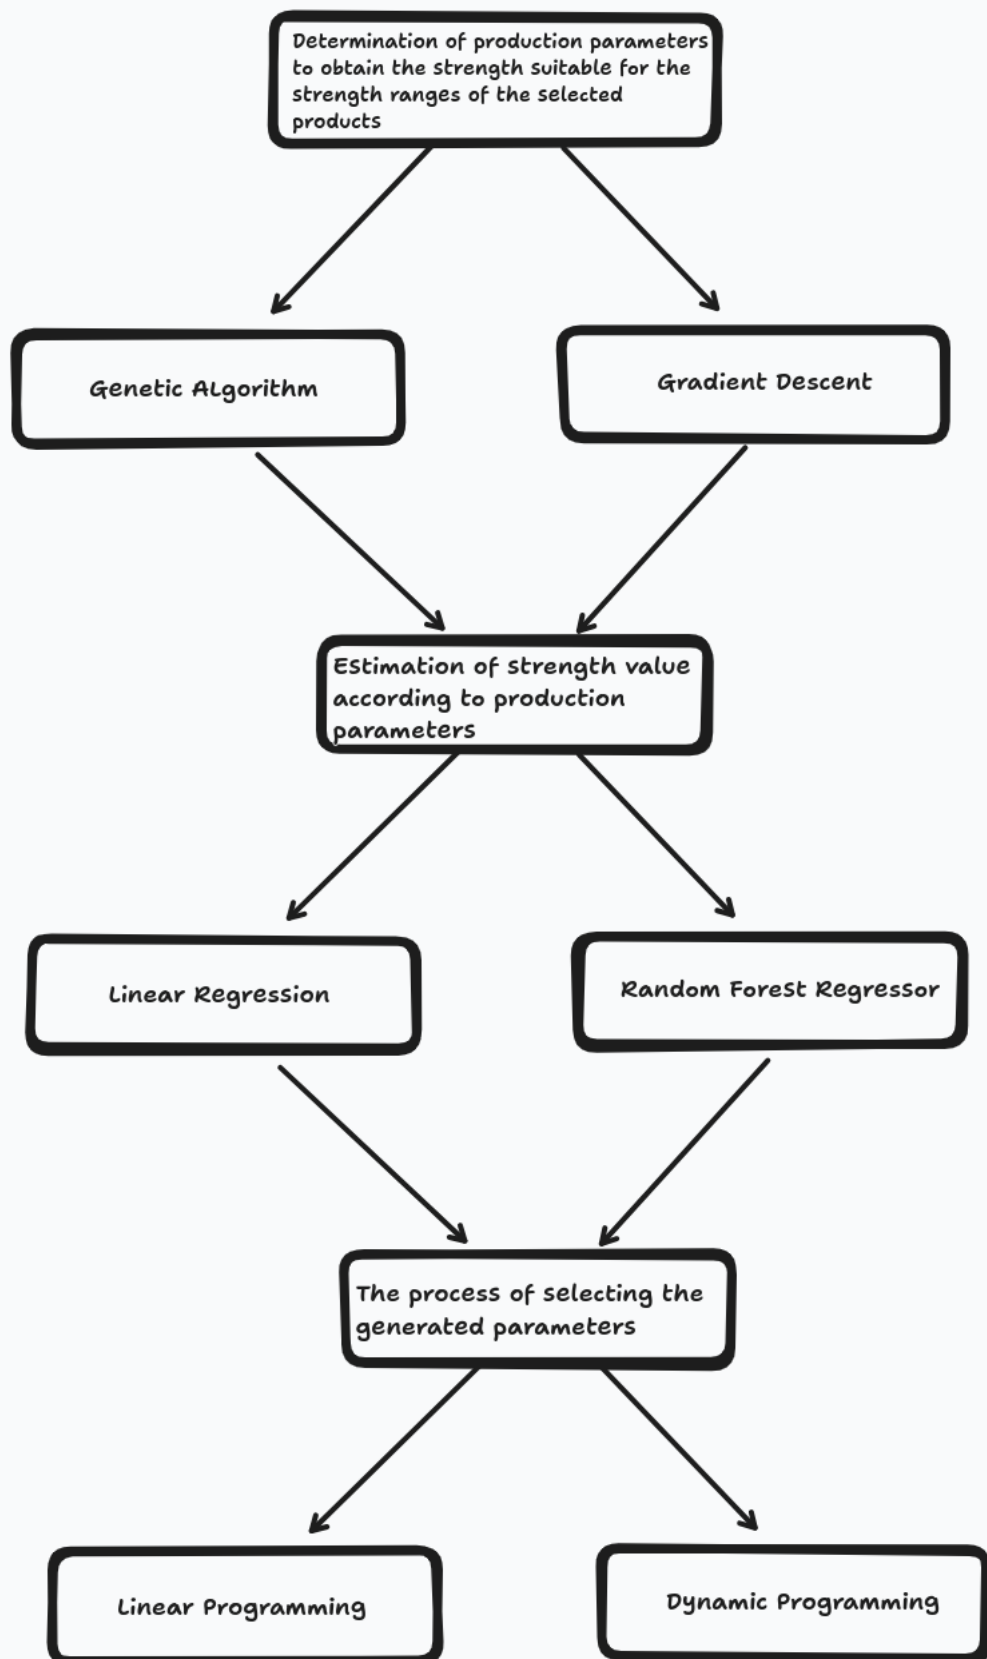 Determination of production parameters
to obtain the strength suitable for the
strength ranges of the selected
products
Genetic Algorithm
Gradient Descent
Estimation of strength value
according to production
parameters
Linear Regression
Random Forest Regressor
The process of selecting the
generated parameters
Linear Programming
Dynamic Programming